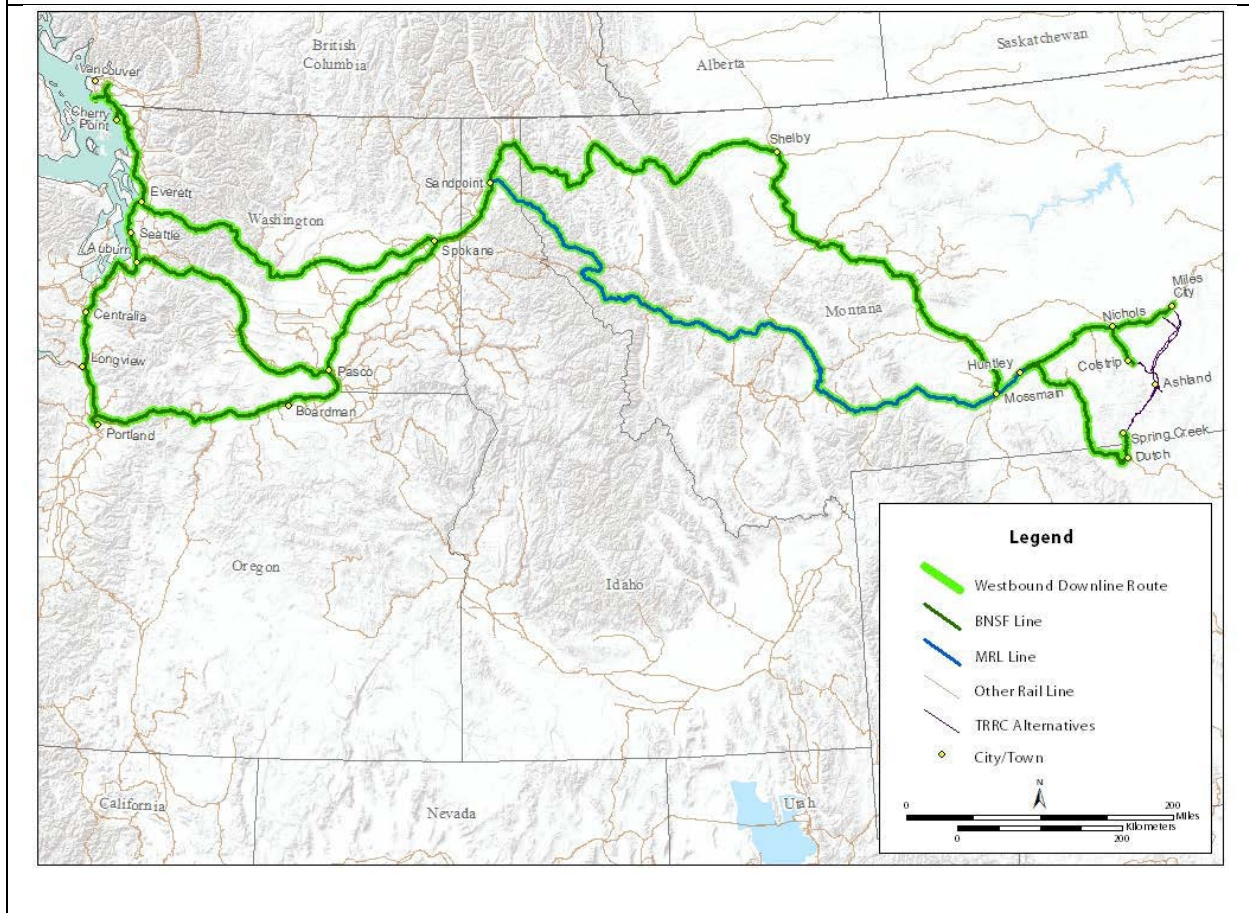 British
Columbia
Saskatchewan
Alberta
Vancouver
Cherry
Point
Shelby
Sandpoint
Everett
Washington
Seattle
Spokane
Auburn
Miles
City
Montana
Nichols
Centralia
Huntley
Colstrip
Longview
Pasco
Ashland
Mossmain
Boardman
Portland
Spring Creek
Dutch
Oregon
Idaho
California
Nevada
Utah
Legend
Westbound Downline Route
BNSF Line
MRL Line
Other Rail Line
TRRC Alternatives
City/Town
N
0 200
Miles
Kilometers
0 200